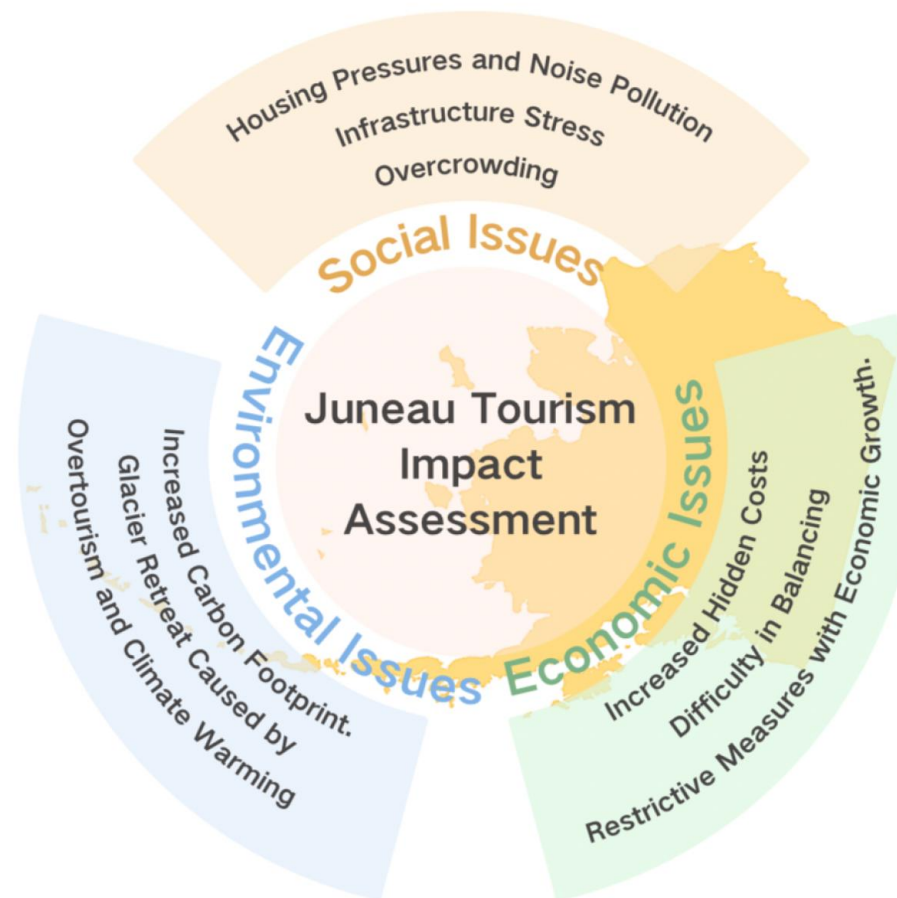 Housing Pressures and Noise Pollution
Infrastructure Stress
Overcrowding
Social Issues
Environmental Issues
Increased Carbon Footprint.
Glacier Retreat Caused by
Overtourism and Climate Warming
Juneau Tourism
Impact
Assessment
Economic Issues
Increased Hidden Costs
Difficulty in Balancing
Restrictive Measures with Economic Growth.